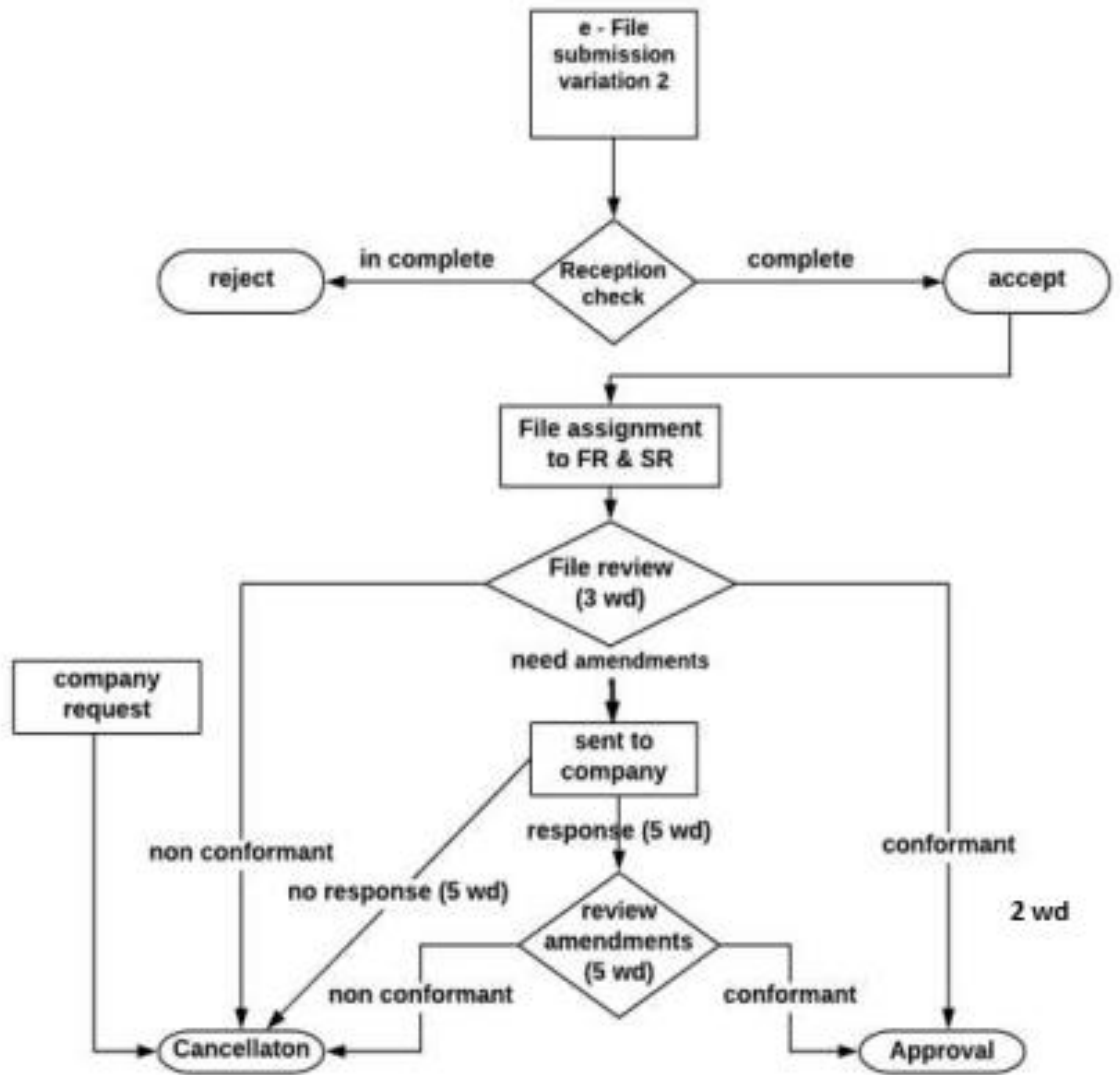 e - File
submission
variation 2
in complete
complete
reject
Reception
check
accept
File assignment
to FR & SR
File review
(3 wd)
need amendments
company
request
sent to
company
response (5 wd)
non conformant
conformant
no response (5 wd)
2 wd
review
amendments
(5 wd)
non conformant
conformant
Cancellaton
Approval